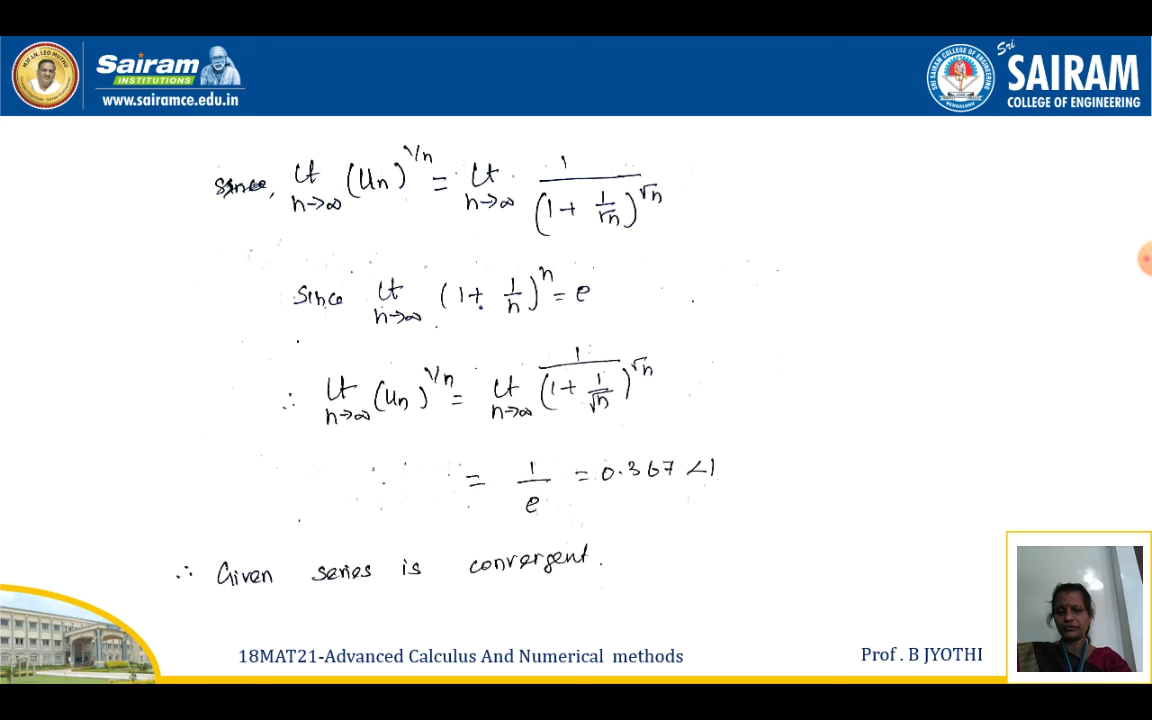 Sairam
INSTITUTIONS
www.sairamce.edu.in
Sri
SAIRAM
COLLEGE OF ENGINEERING
since, Lt n→∞ (Un)^1/n = Lt n→∞ 1/(1 + 1/√n)^√n
Since Lt n→∞ (1 + 1/n)^n = e
∴ Lt n→∞ (Un)^1/n = Lt n→∞ 1/(1 + 1/√n)^√n
= 1/e = 0.367 < 1
∴ Given series is convergent.
18MAT21-Advanced Calculus And Numerical methods
Prof . B JYOTHI